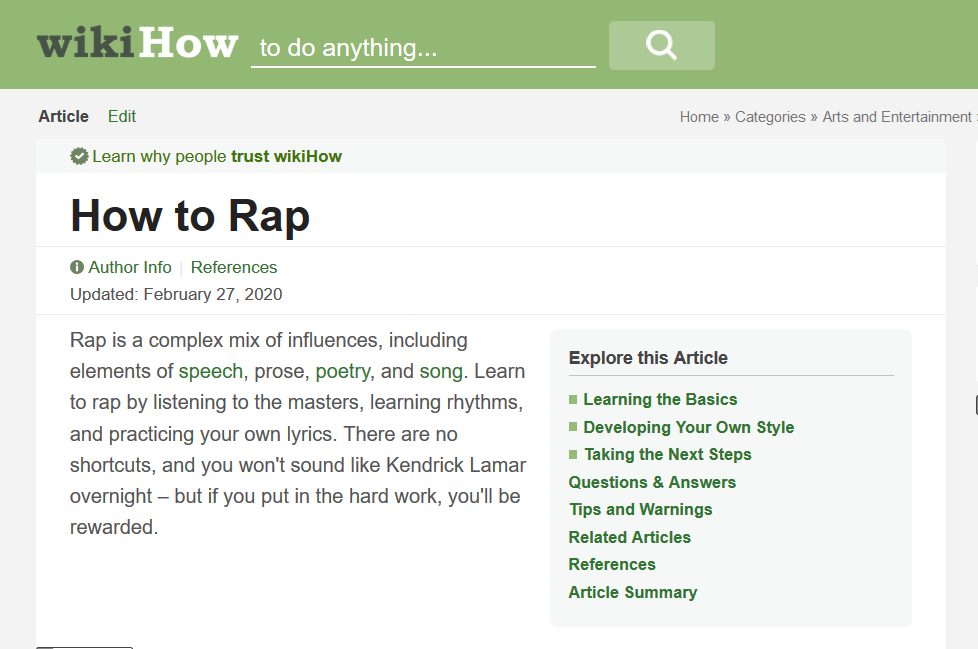 wikiHow to do anything...
Article Edit
Home » Categories » Arts and Entertainment
Learn why people trust wikiHow
How to Rap
Author Info | References
Updated: February 27, 2020
Rap is a complex mix of influences, including
elements of speech, prose, poetry, and song. Learn
to rap by listening to the masters, learning rhythms,
and practicing your own lyrics. There are no
shortcuts, and you won't sound like Kendrick Lamar
overnight – but if you put in the hard work, you'll be
rewarded.
Explore this Article
Learning the Basics
Developing Your Own Style
Taking the Next Steps
Questions & Answers
Tips and Warnings
Related Articles
References
Article Summary